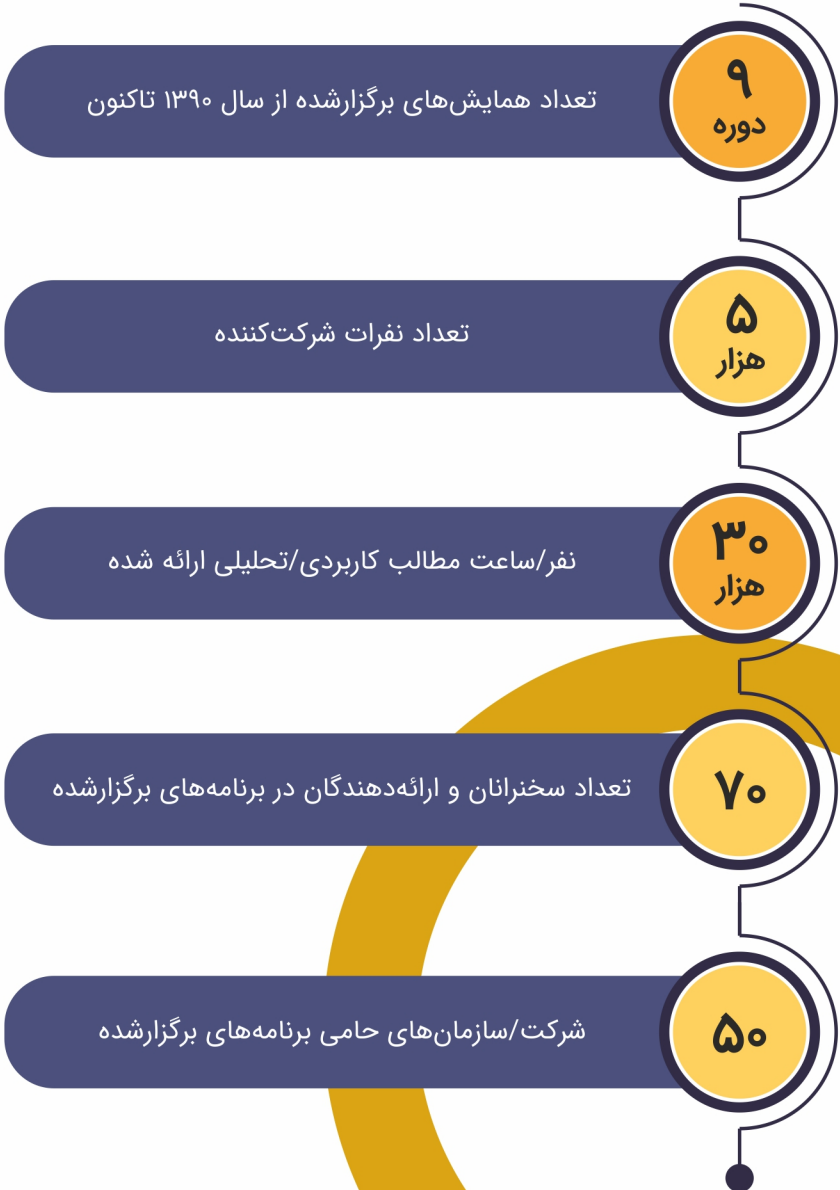 ۹
دوره
تعداد همایش‌های برگزارشده از سال ۱۳۹۰ تاکنون
۵
هزار
تعداد نفرات شرکت‌کننده
۳۰
هزار
نفر/ساعت مطالب کاربردی/تحلیلی ارائه شده
۷۰
تعداد سخنرانان و ارائه‌دهندگان در برنامه‌های برگزارشده
۵۰
شرکت/سازمان‌های حامی برنامه‌های برگزارشده